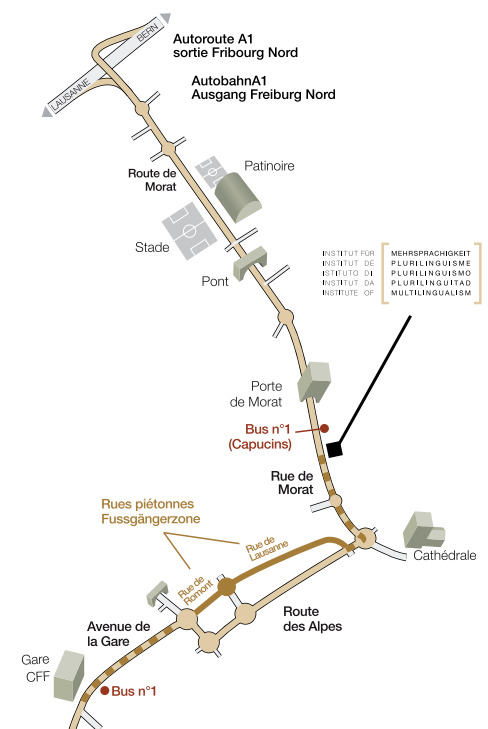 BERN
LAUSANNE
Autoroute A1
sortie Fribourg Nord
AutobahnA1
Ausgang Freiburg Nord
Route de
Morat
Patinoire
Stade
Pont
INSTITUT FÜR MEHRSPRACHIGKEIT
INSTITUT DE PLURILINGUISME
ISTITUTO DI PLURILINGUISMO
INSTITUT DA PLURILINGUITAD
INSTITUTE OF MULTILINGUALISM
Porte
de Morat
Bus n°1
(Capucins)
Rue de
Morat
Rues piétonnes
Fussgängerzone
Rue de
Lausanne
Cathédrale
Rue de
Romont
Avenue de
la Gare
Route
des Alpes
Gare
CFF
Bus n°1